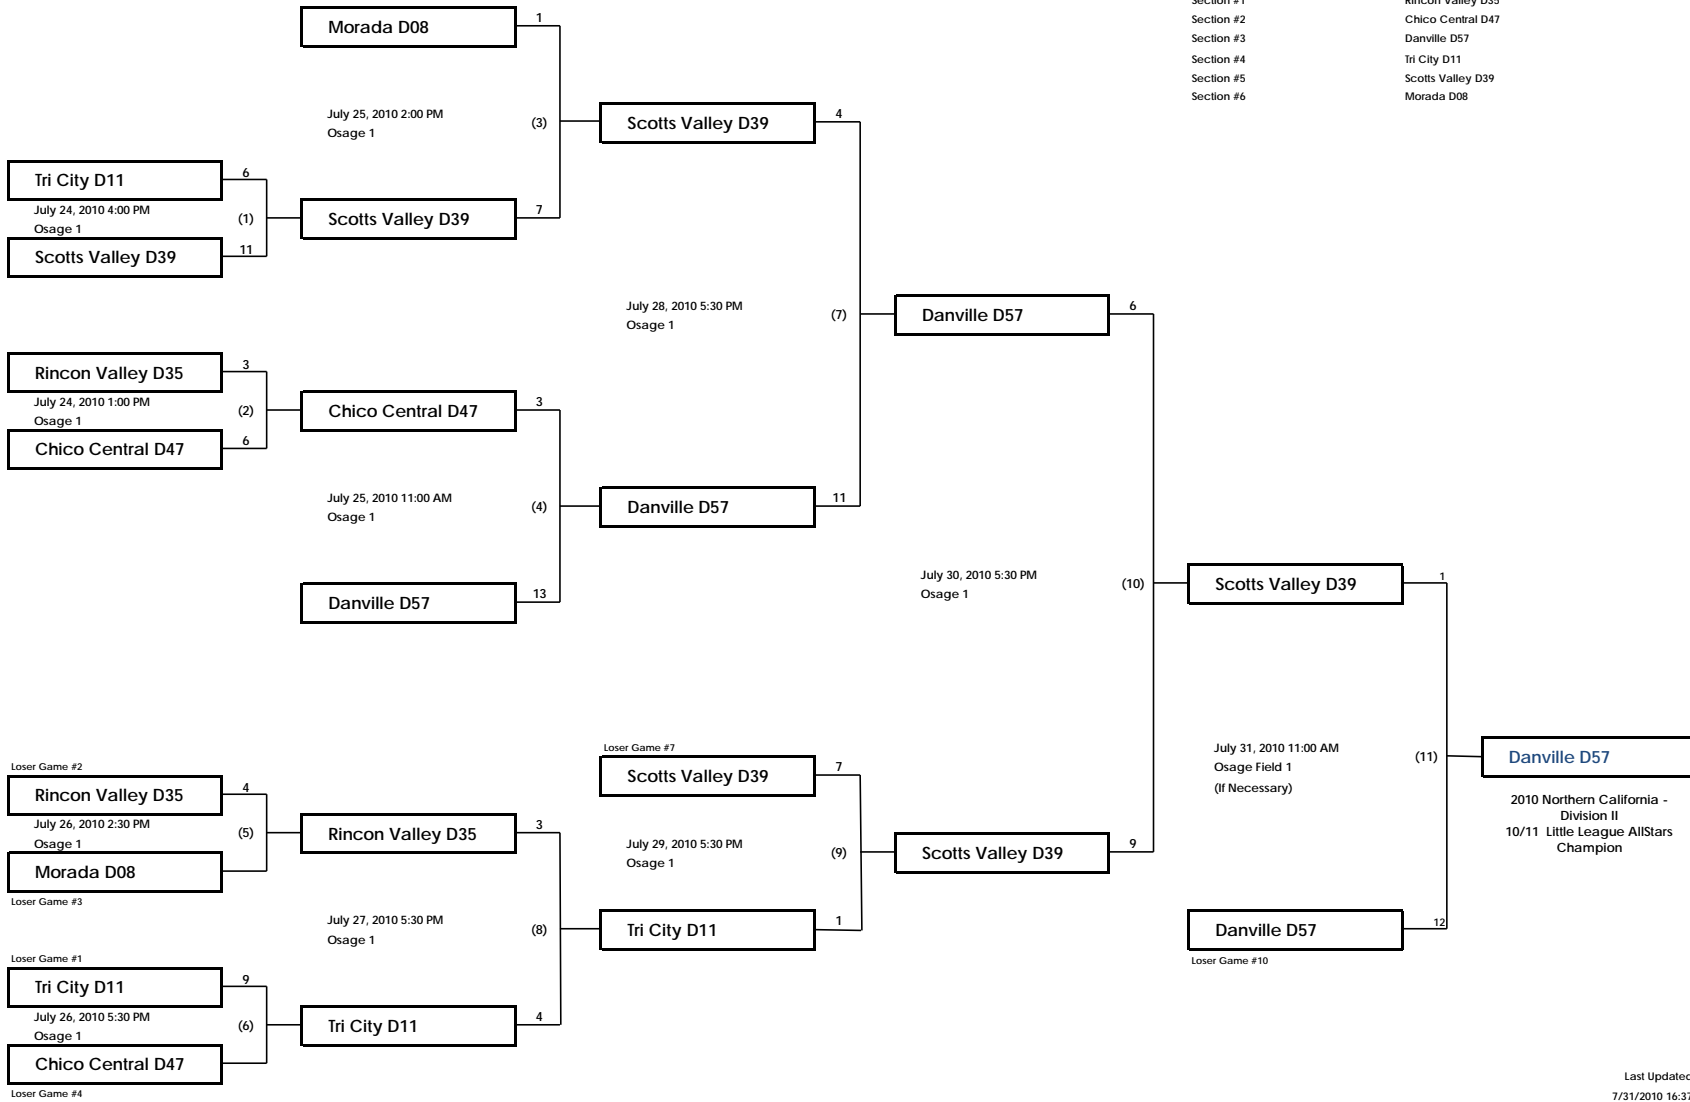 Section #1 Rincon Valley D35
Section #2 Chico Central D47
Section #3 Danville D57
Section #4 Tri City D11
Section #5 Scotts Valley D39
Section #6 Morada D08
Morada D08 1
July 25, 2010 2:00 PM
Osage 1
(3)
Scotts Valley D39 4
Tri City D11 6
July 24, 2010 4:00 PM
Osage 1
(1)
Scotts Valley D39 11
Scotts Valley D39 7
July 28, 2010 5:30 PM
Osage 1
(7)
Danville D57 6
Rincon Valley D35 3
July 24, 2010 1:00 PM
Osage 1
(2)
Chico Central D47 6
Chico Central D47 3
July 25, 2010 11:00 AM
Osage 1
(4)
Danville D57 11
Danville D57 13
July 30, 2010 5:30 PM
Osage 1
(10)
Scotts Valley D39 1
Loser Game #2
Rincon Valley D35 4
July 26, 2010 2:30 PM
Osage 1
(5)
Morada D08
Loser Game #3
Rincon Valley D35 3
July 27, 2010 5:30 PM
Osage 1
(8)
Loser Game #1
Tri City D11 9
July 26, 2010 5:30 PM
Osage 1
(6)
Chico Central D47
Loser Game #4
Tri City D11 4
Loser Game #7
Scotts Valley D39 7
July 29, 2010 5:30 PM
Osage 1
(9)
Tri City D11 1
Scotts Valley D39 9
July 31, 2010 11:00 AM
Osage Field 1
(If Necessary)
(11)
Danville D57 12
Loser Game #10
Danville D57
2010 Northern California -
Division II
10/11 Little League AllStars
Champion
Last Updated
7/31/2010 16:37